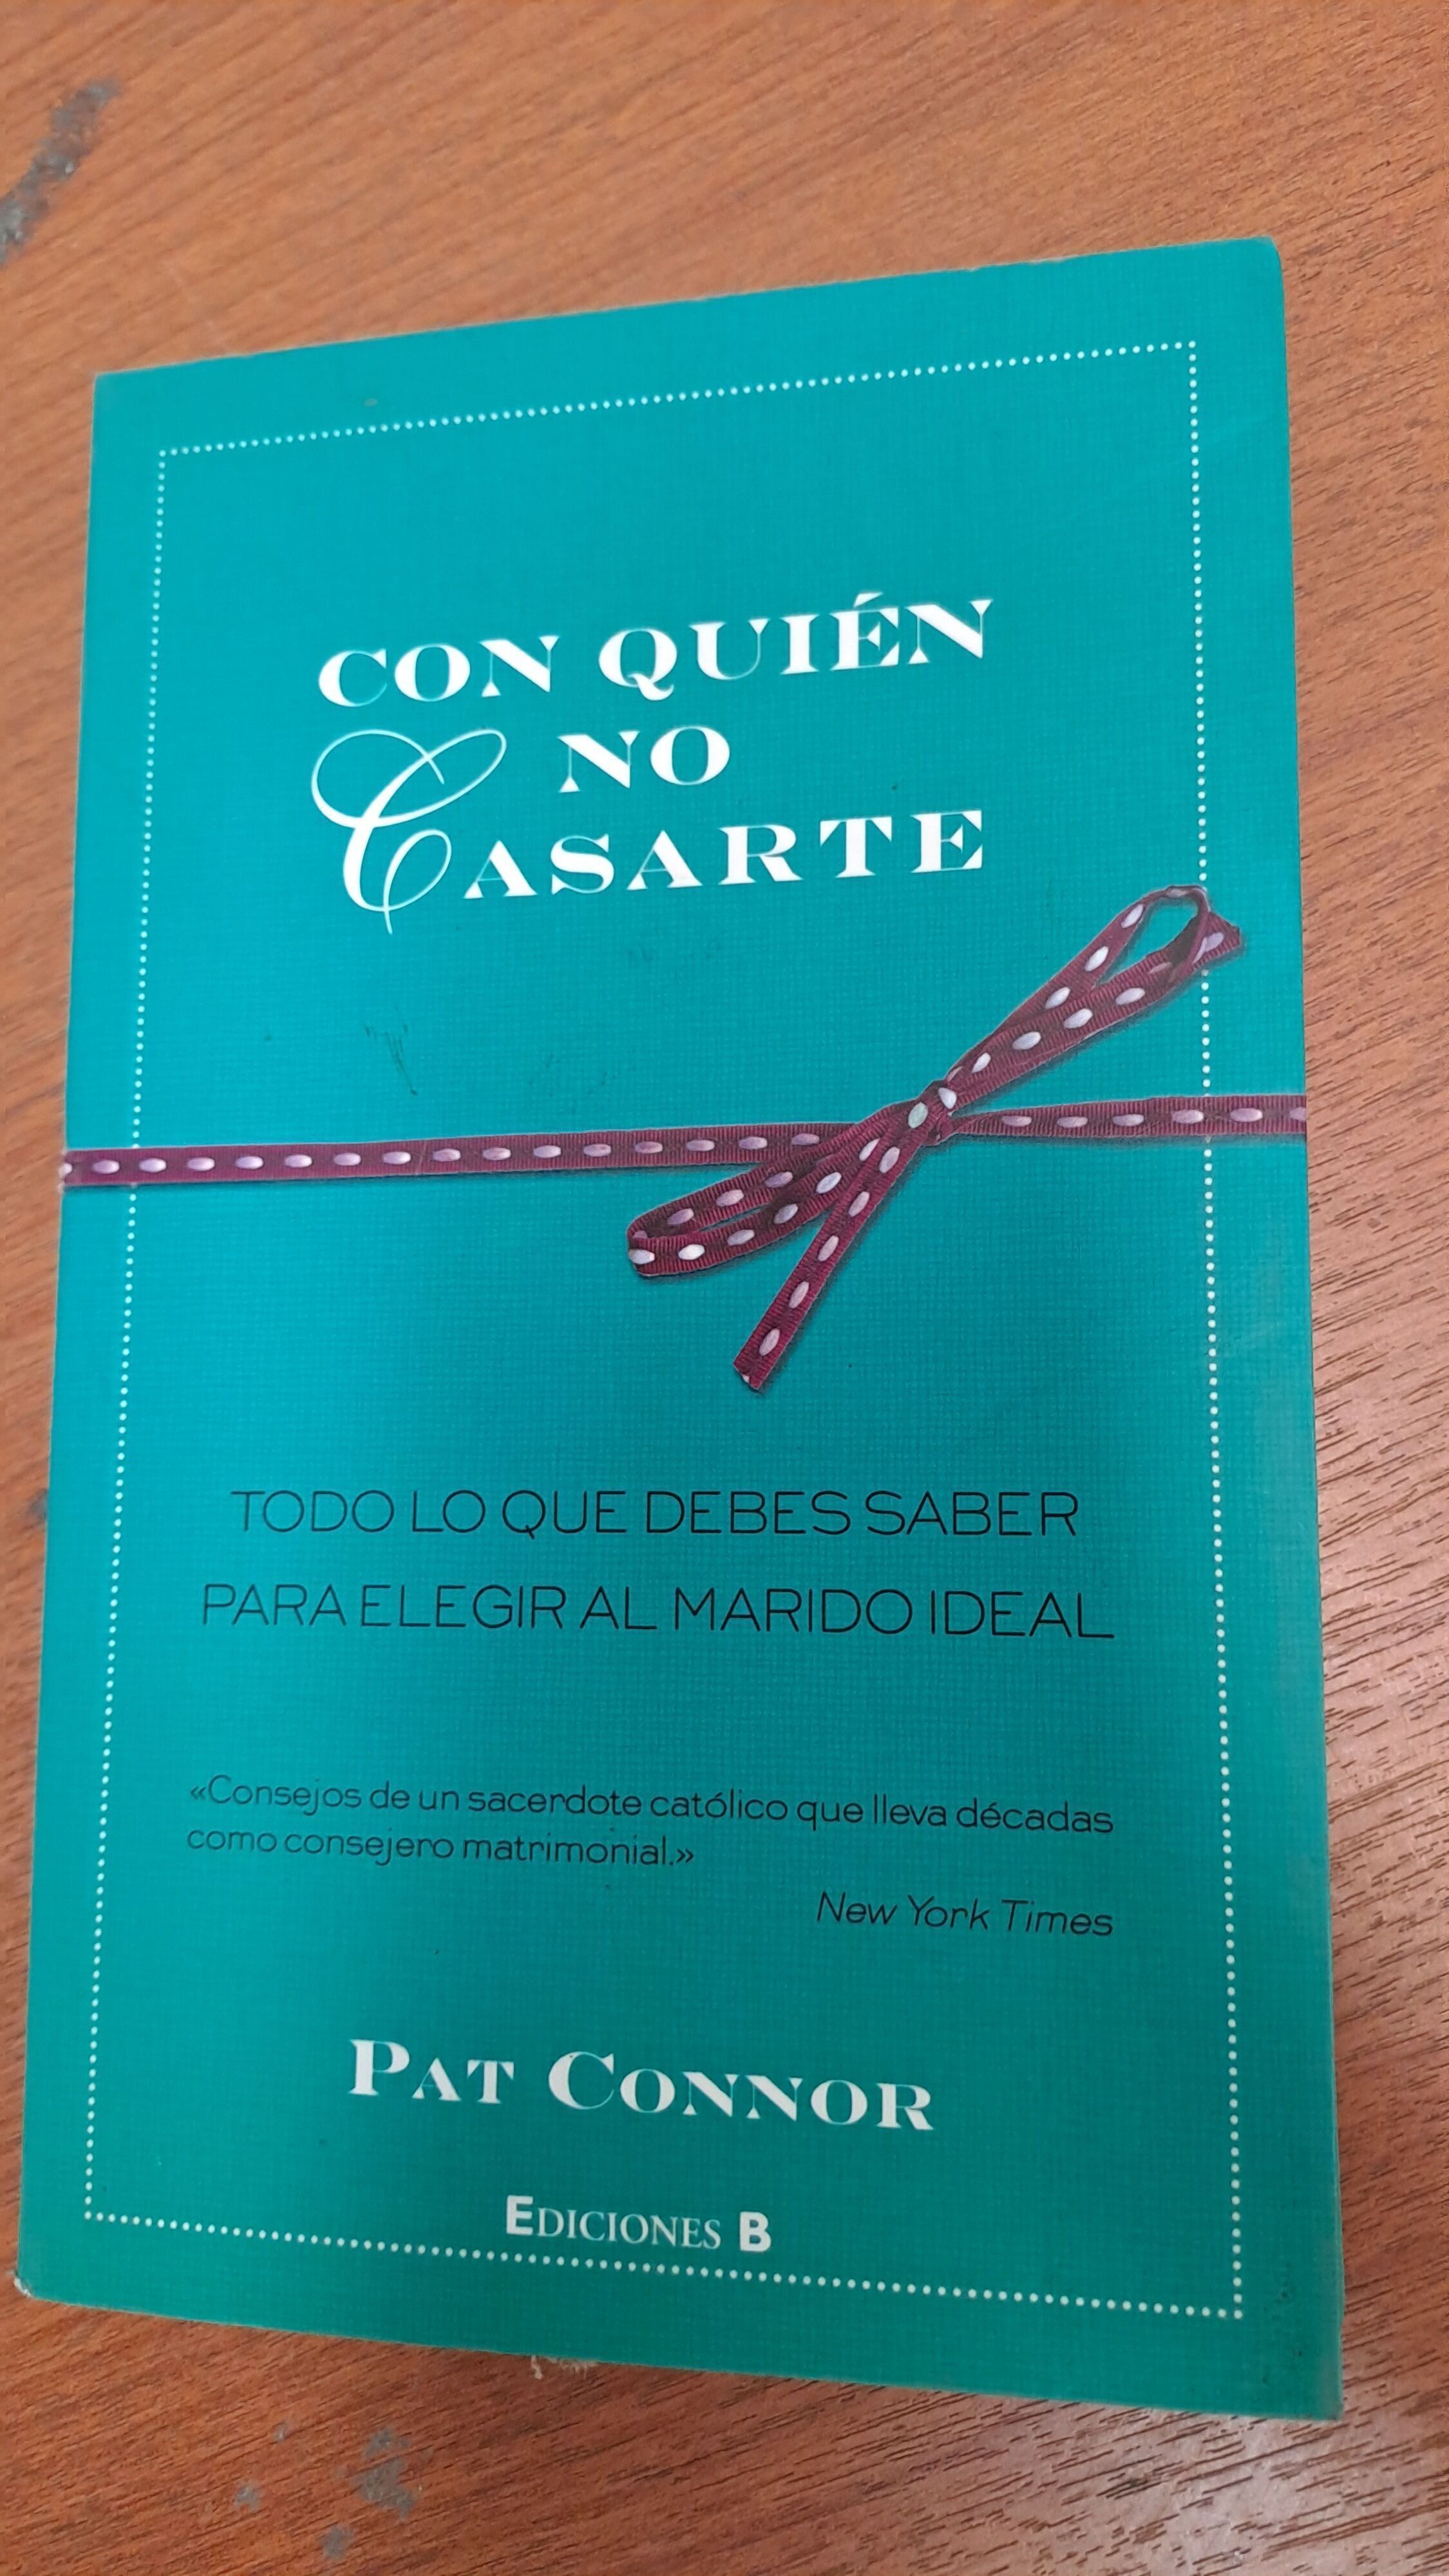 CON QUIÉN
NO
CASARTE
TODO LO QUE DEBES SABER
PARA ELEGIR AL MARIDO IDEAL
«Consejos de un sacerdote católico que lleva décadas
como consejero matrimonial.»
New York Times
PAT CONNOR
EDICIONES B